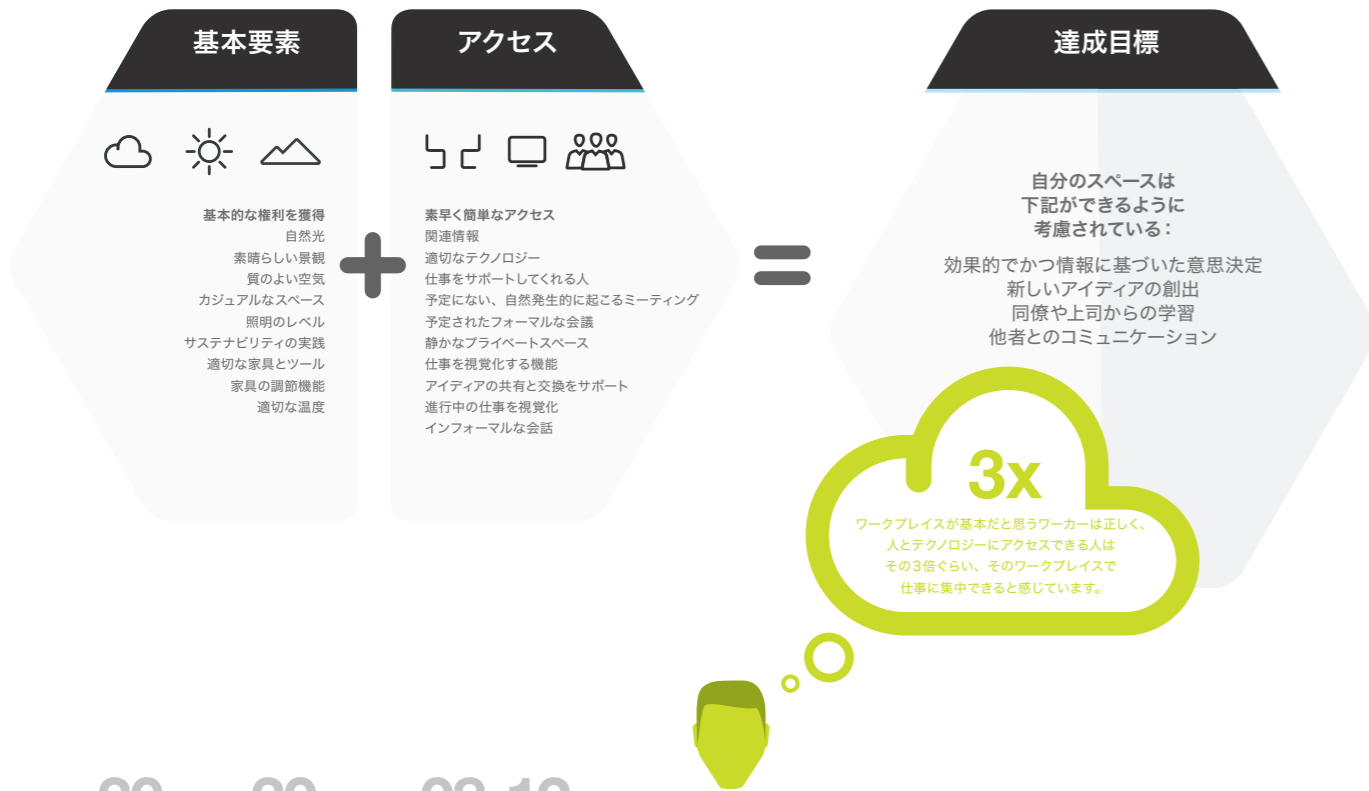 基本要素
基本的な権利を獲得
自然光
素晴らしい景観
質のよい空気
カジュアルなスペース
照明のレベル
サステナビリティの実践
適切な家具とツール
家具の調節機能
適切な温度
アクセス
素早く簡単なアクセス
関連情報
適切なテクノロジー
仕事をサポートしてくれる人
予定にない、自然発生的に起こるミーティング
予定されたフォーマルな会議
静かなプライベートスペース
仕事を視覚化する機能
アイディアの共有と交換をサポート
進行中の仕事を視覚化
インフォーマルな会話
達成目標
自分のスペースは
下記ができるように
考慮されている：
効果的でかつ情報に基づいた意思決定
新しいアイディアの創出
同僚や上司からの学習
他者とのコミュニケーション
3x
ワークプレイスが基本だと思うワーカーは正しく、
人とテクノロジーにアクセスできる人は
その3倍ぐらい、そのワークプレイスで
仕事に集中できると感じています。